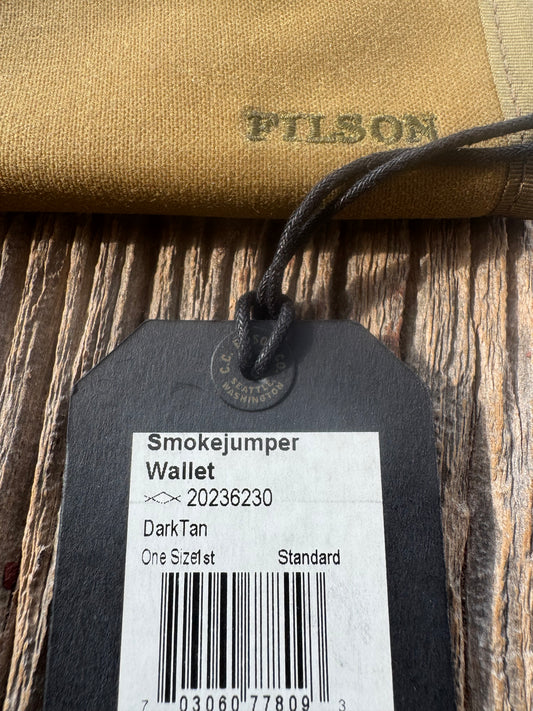 FILSON
C.C. FILSON CO.
SEATTLE,
WASHINGTON
Smokejumper
Wallet
20236230
DarkTan
One Size1st Standard
7 03060 77809 3